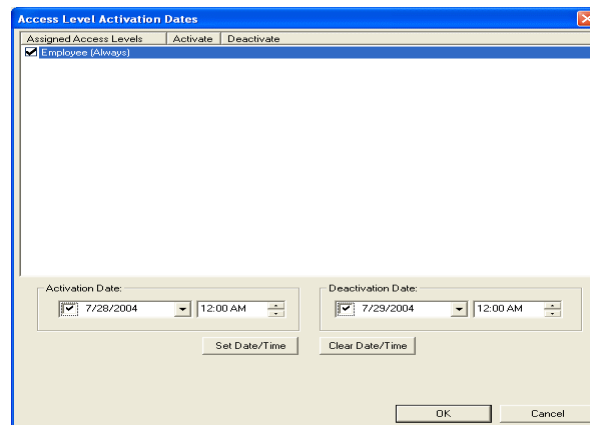 Access Level Activation Dates
Assigned Access Levels Activate Deactivate
Employee (Always)
Activation Date: Deactivation Date:
7/28/2004 12:00 AM 7/29/2004 12:00 AM
Set Date/Time Clear Date/Time
OK Cancel